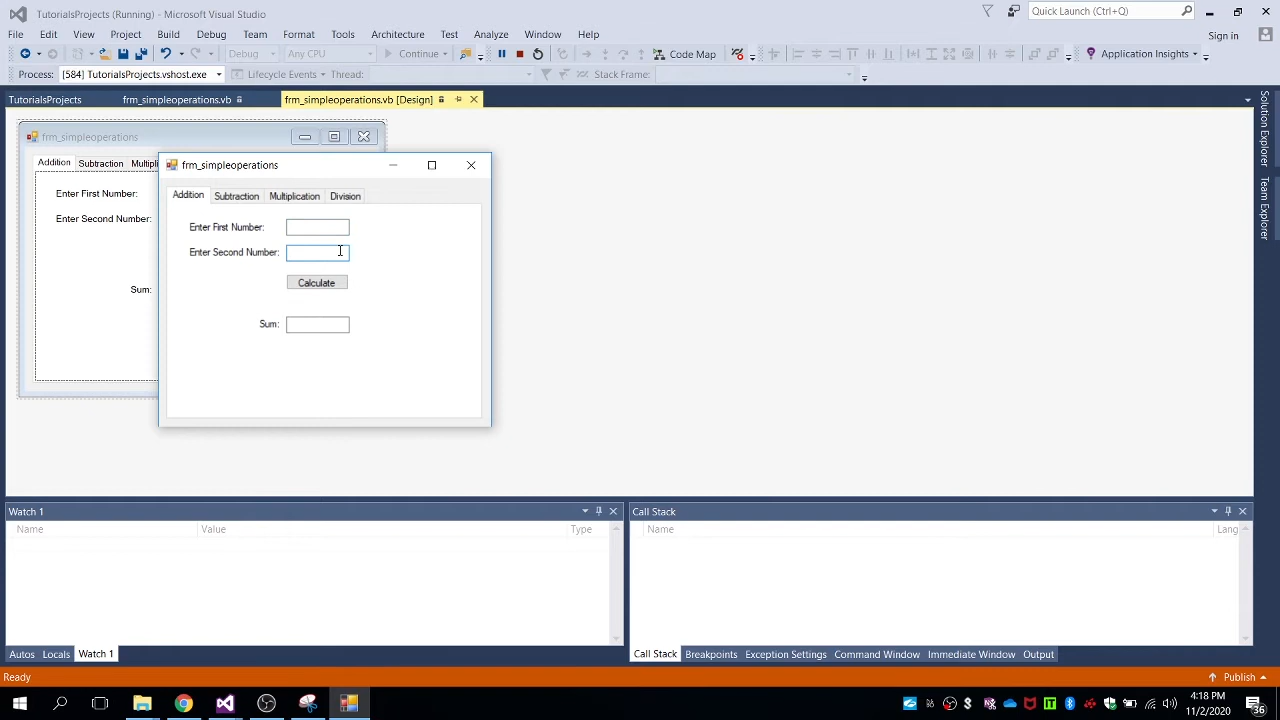 TutorialsProjects (Running) - Microsoft Visual Studio
Quick Launch (Ctrl+Q)
File Edit View Project Build Debug Team Format Tools Architecture Test Analyze Window Help
Sign in
Debug Any CPU Continue Code Map Application Insights
Process: [584] TutorialsProjects.vshost.exe Lifecycle Events Thread: Stack Frame:
TutorialsProjects frm_simpleoperations.vb frm_simpleoperations.vb [Design]
Solution Explorer
Team Explorer
frm_simpleoperations
Addition Subtraction
Enter First Number:
Enter Second Number:
Sum:
frm_simpleoperations
Addition Subtraction Multiplication Division
Enter First Number:
Enter Second Number:
Calculate
Sum:
Watch 1
Name Value Type
Autos Locals Watch 1
Call Stack
Name Lang
Call Stack Breakpoints Exception Settings Command Window Immediate Window Output
Ready
Publish
4:18 PM
11/2/2020
36